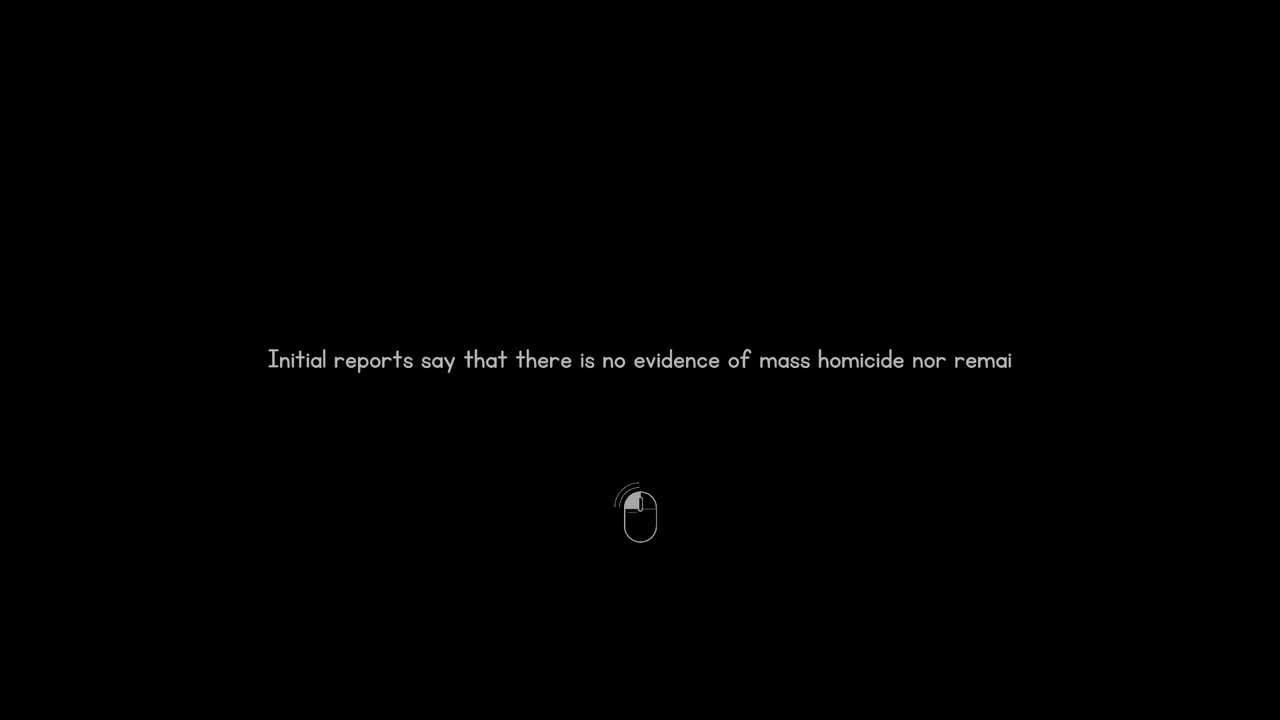 Initial reports say that there is no evidence of mass homicide nor remai